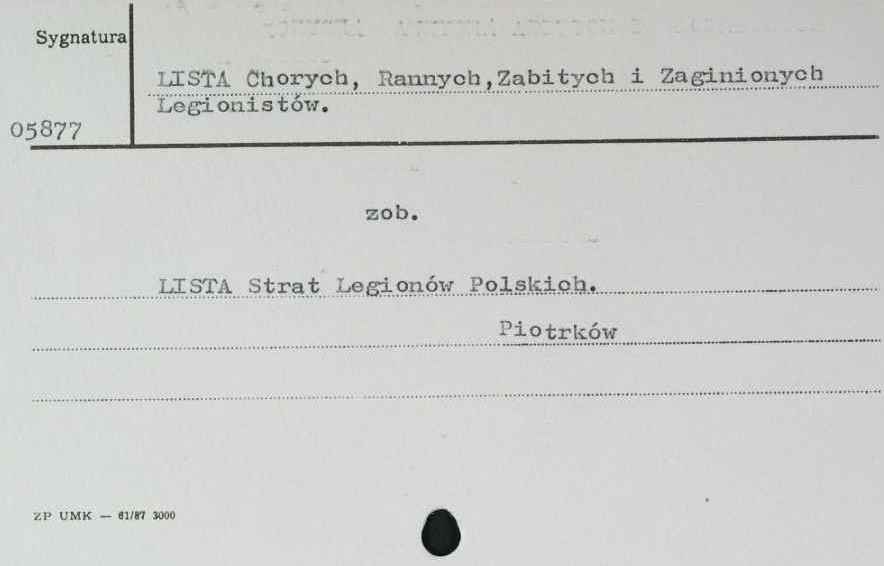 Sygnatura
LISTA Chorych, Rannych,Zabitych i Zaginionych
Legionistów.
05877
zob.
LISTA Strat Legionów Polskich.
Piotrków
ZP UMK — 61/87 3000